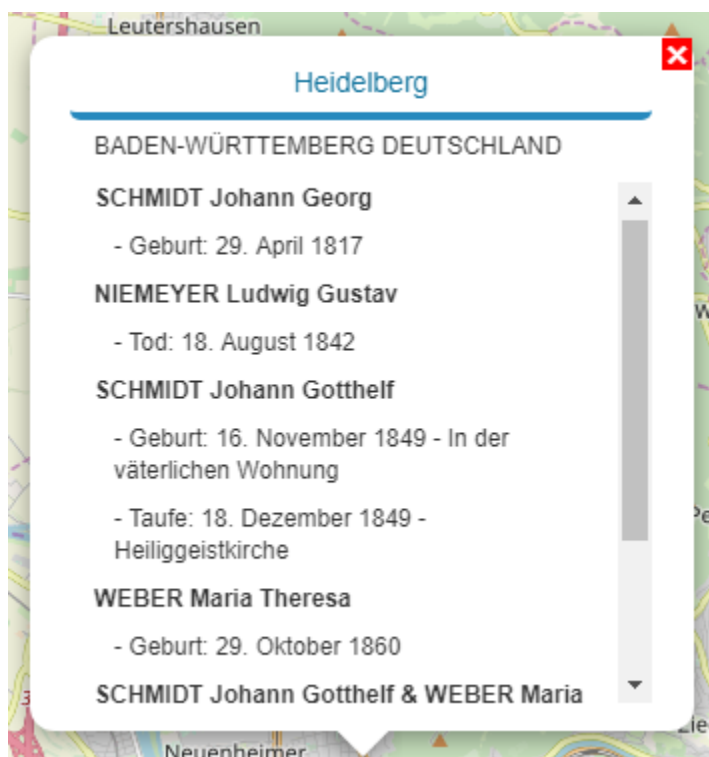 Leutershausen
Heidelberg
BADEN-WÜRTTEMBERG DEUTSCHLAND
SCHMIDT Johann Georg
- Geburt: 29. April 1817
NIEMEYER Ludwig Gustav
- Tod: 18. August 1842
SCHMIDT Johann Gotthelf
- Geburt: 16. November 1849 - In der
väterlichen Wohnung
- Taufe: 18. Dezember 1849 -
Heiliggeistkirche
WEBER Maria Theresa
- Geburt: 29. Oktober 1860
SCHMIDT Johann Gotthelf & WEBER Maria
Neuenheimer